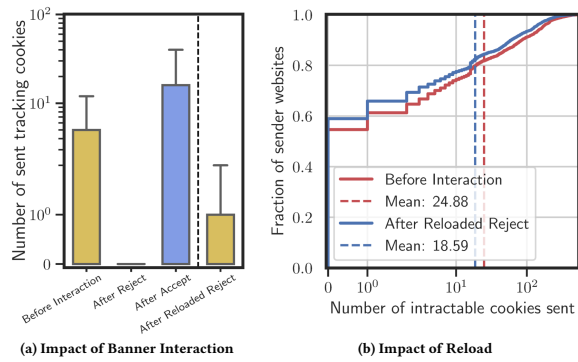 Number of sent tracking cookies
10²
10¹
10⁰
0
Before Interaction
After Reject
After Accept
After Reloaded Reject
(a) Impact of Banner Interaction
Fraction of sender websites
1.0
0.8
0.6
0.4
0.2
0.0
Before Interaction
Mean: 24.88
After Reloaded Reject
Mean: 18.59
0
10⁰
10¹
10²
Number of intractable cookies sent
(b) Impact of Reload